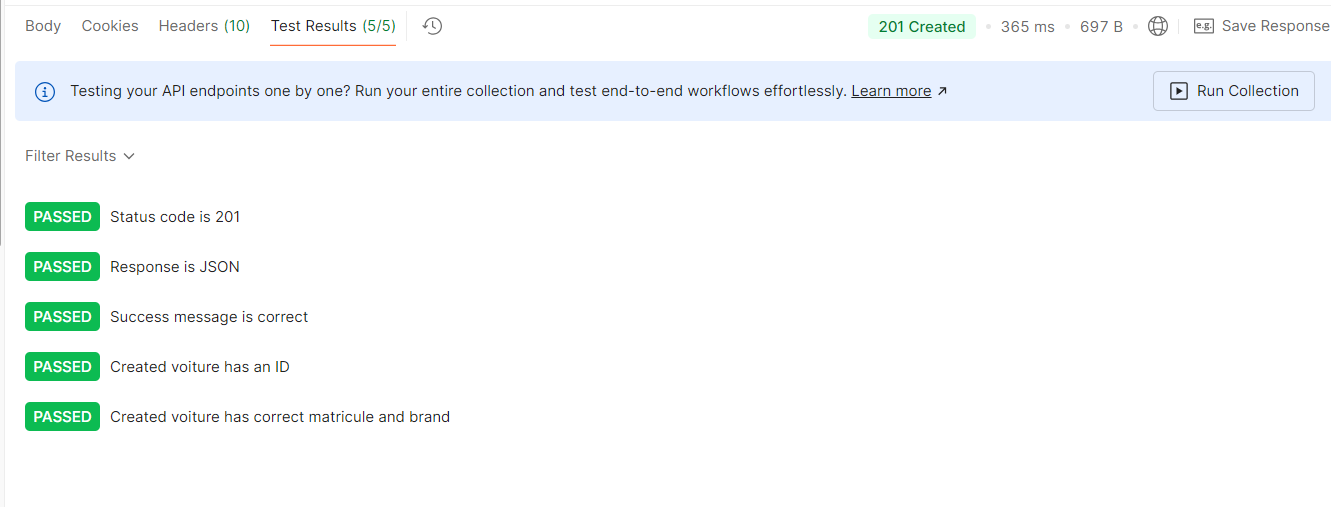 Body Cookies Headers (10) Test Results (5/5) 201 Created • 365 ms • 697 B • e.g. Save Response
Testing your API endpoints one by one? Run your entire collection and test end-to-end workflows effortlessly. Learn more ↗ Run Collection
Filter Results
PASSED Status code is 201
PASSED Response is JSON
PASSED Success message is correct
PASSED Created voiture has an ID
PASSED Created voiture has correct matricule and brand